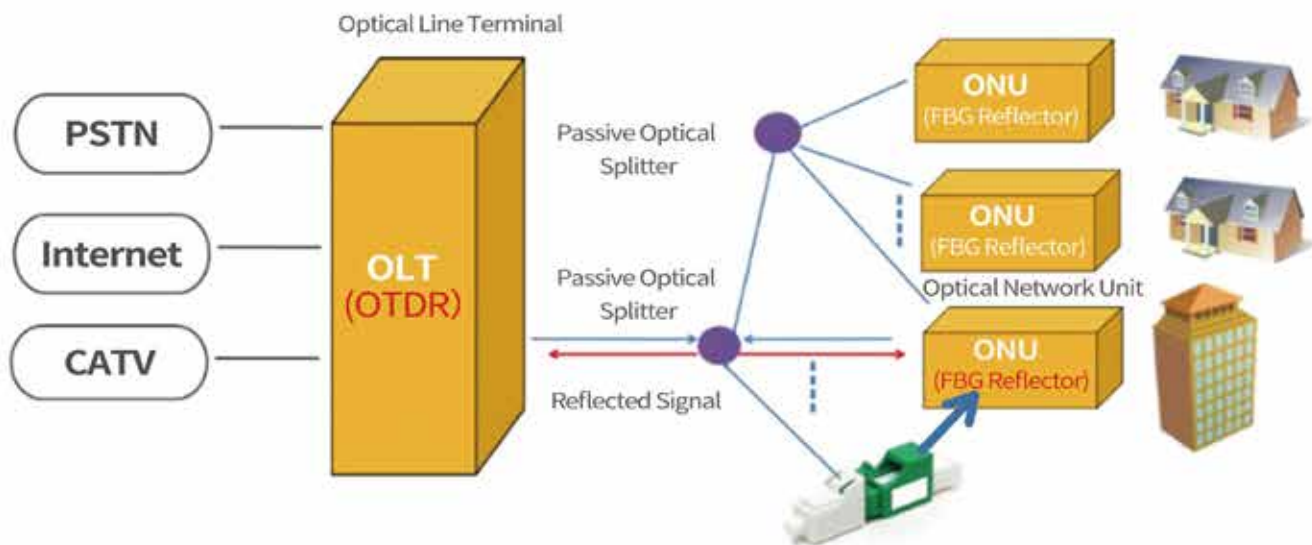 Optical Line Terminal
PSTN
Internet
CATV
OLT
(OTDR)
Passive Optical
Splitter
Passive Optical
Splitter
Reflected Signal
ONU
(FBG Reflector)
ONU
(FBG Reflector)
Optical Network Unit
ONU
(FBG Reflector)